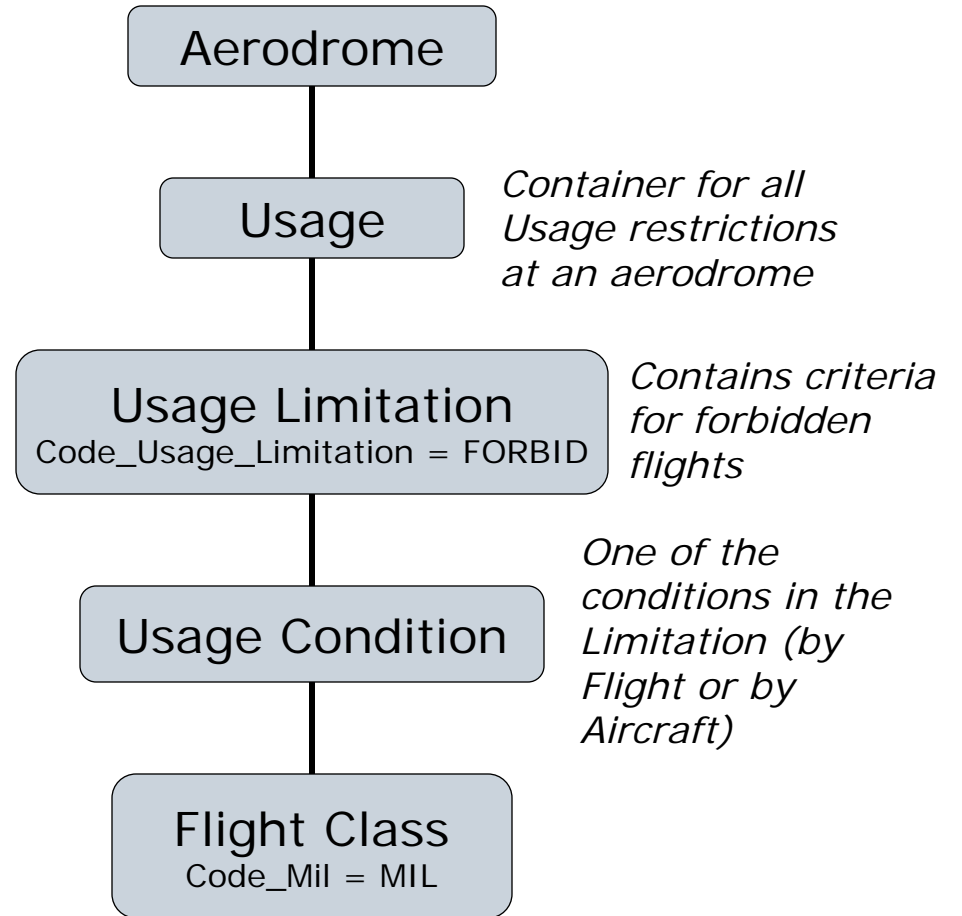 Aerodrome
Usage
Container for all
Usage restrictions
at an aerodrome
Usage Limitation
Code_Usage_Limitation = FORBID
Contains criteria
for forbidden
flights
Usage Condition
One of the
conditions in the
Limitation (by
Flight or by
Aircraft)
Flight Class
Code_Mil = MIL